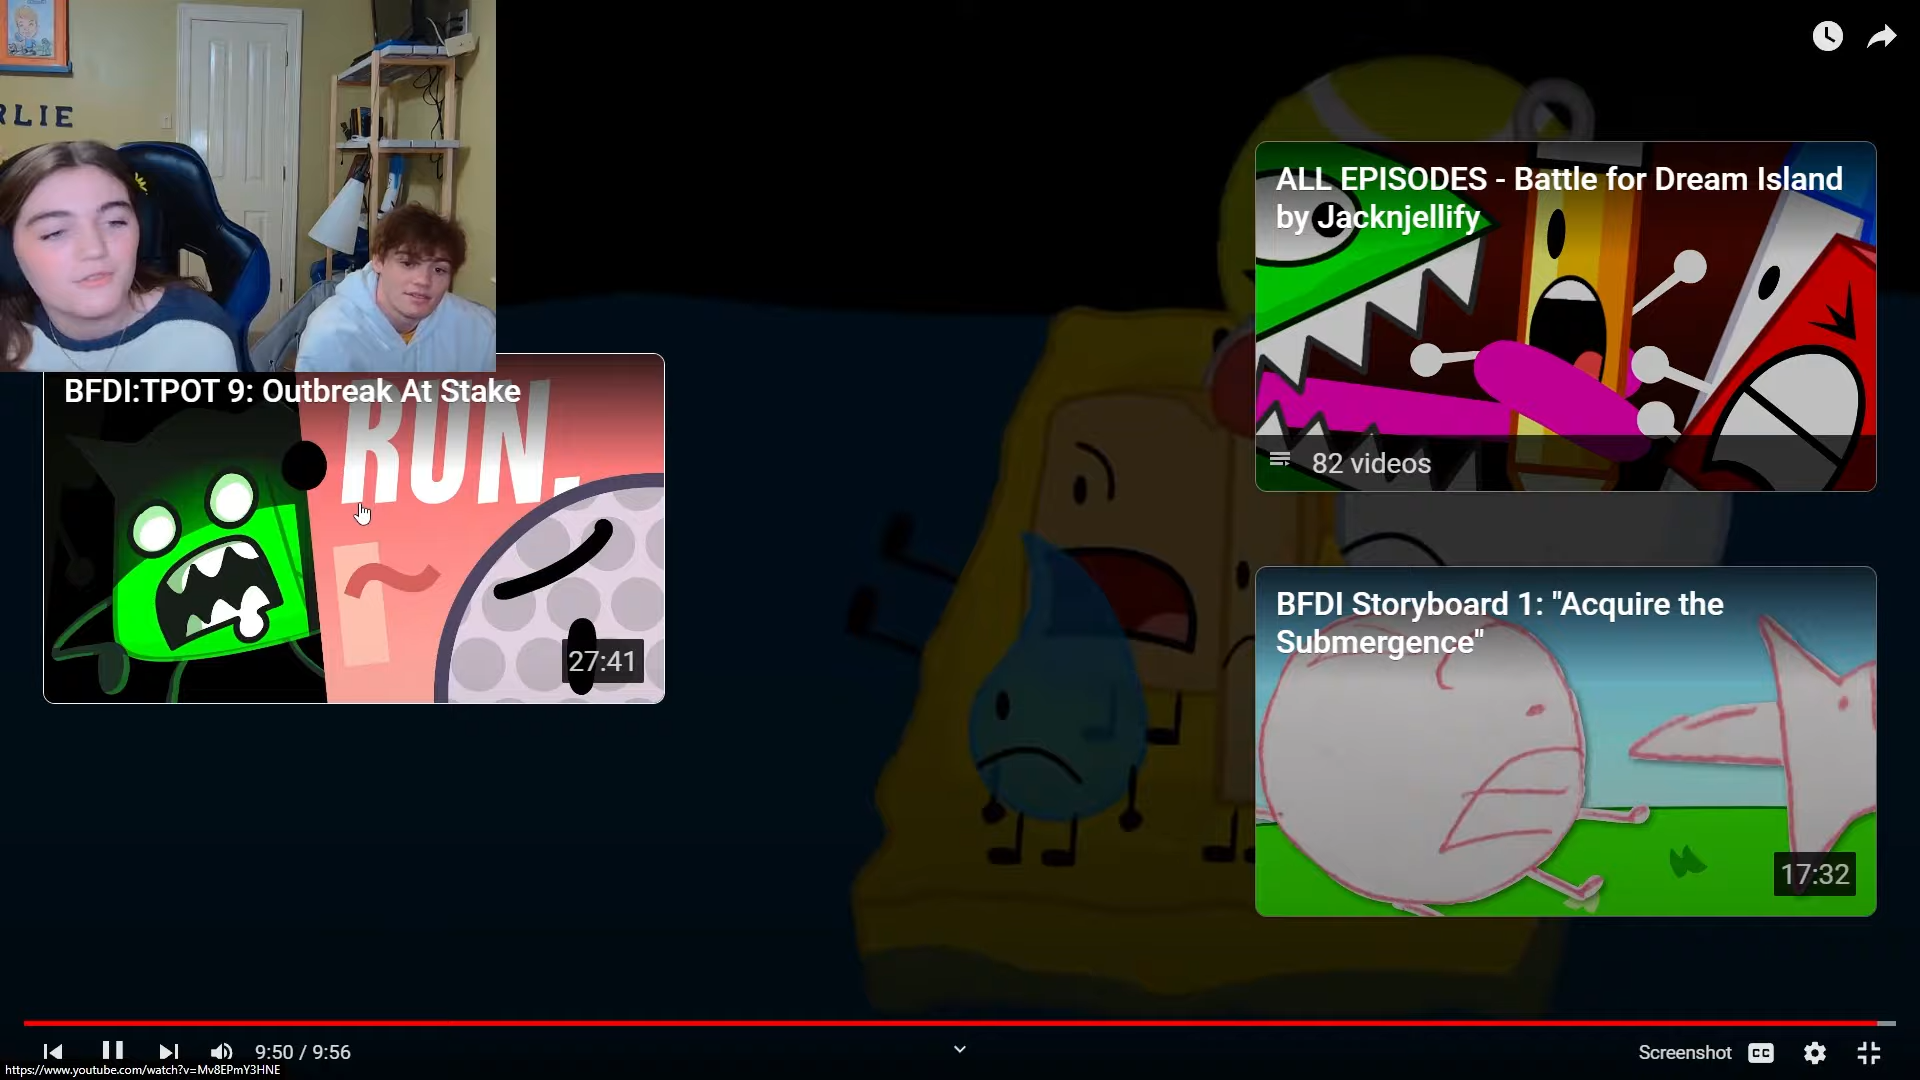 RLIE
ALL EPISODES - Battle for Dream Island
by Jacknjellify
82 videos
BFDI:TPOT 9: Outbreak At Stake
RUN.
27:41
BFDI Storyboard 1: "Acquire the
Submergence"
17:32
9:50 / 9:56
Screenshot
CC
https://www.youtube.com/watch?v=Mv8EPmY3HNE